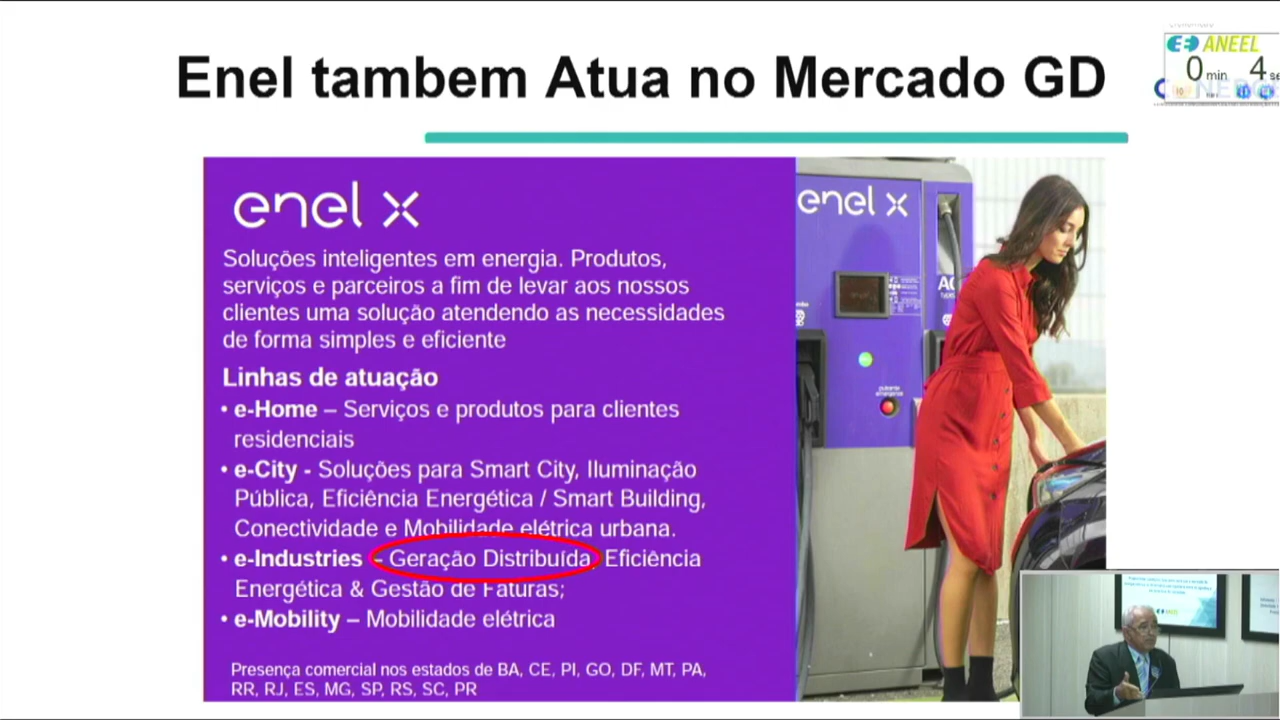 Enel tambem Atua no Mercado GD
ANEEL
0 min 4
enel x
Soluções inteligentes em energia. Produtos,
serviços e parceiros a fim de levar aos nossos
clientes uma solução atendendo as necessidades
de forma simples e eficiente
Linhas de atuação
• e-Home – Serviços e produtos para clientes
residenciais
• e-City - Soluções para Smart City, Iluminação
Pública, Eficiência Energética / Smart Building,
Conectividade e Mobilidade elétrica urbana.
• e-Industries - Geração Distribuída, Eficiência
Energética & Gestão de Faturas;
• e-Mobility – Mobilidade elétrica
Presença comercial nos estados de BA, CE, PI, GO, DF, MT, PA,
RR, RJ, ES, MG, SP, RS, SC, PR
enel x
AC